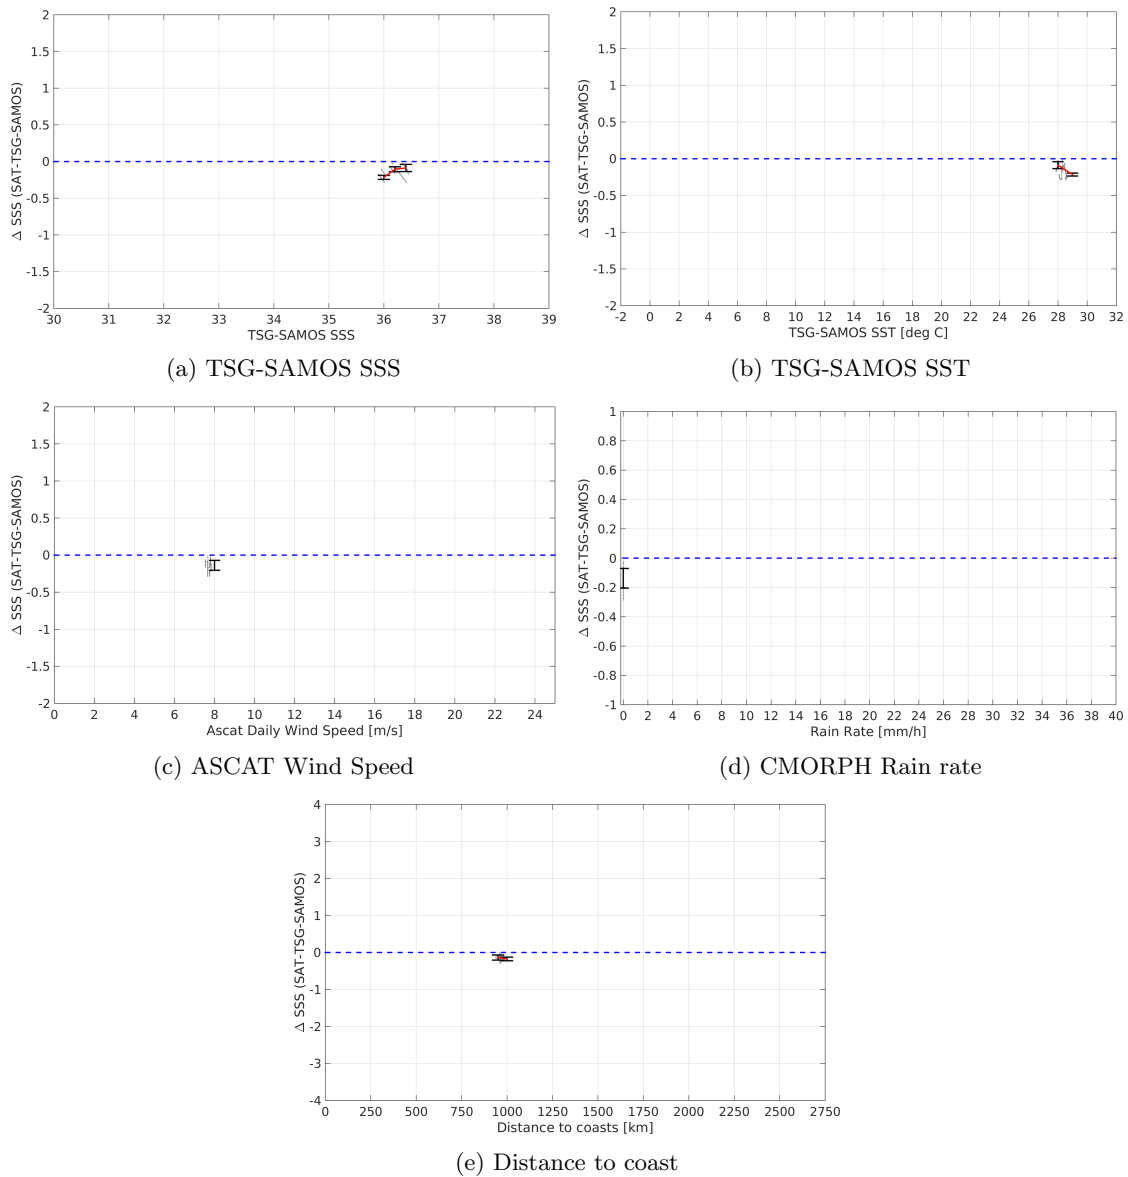 2
1.5
1
0.5
0
-0.5
-1
-1.5
-2
Δ SSS (SAT-TSG-SAMOS)
30 31 32 33 34 35 36 37 38 39
TSG-SAMOS SSS
(a) TSG-SAMOS SSS
2
1.5
1
0.5
0
-0.5
-1
-1.5
-2
Δ SSS (SAT-TSG-SAMOS)
-2 0 2 4 6 8 10 12 14 16 18 20 22 24 26 28 30 32
TSG-SAMOS SST [deg C]
(b) TSG-SAMOS SST
2
1.5
1
0.5
0
-0.5
-1
-1.5
-2
Δ SSS (SAT-TSG-SAMOS)
0 2 4 6 8 10 12 14 16 18 20 22 24
Ascat Daily Wind Speed [m/s]
(c) ASCAT Wind Speed
1
0.8
0.6
0.4
0.2
0
-0.2
-0.4
-0.6
-0.8
-1
Δ SSS (SAT-TSG-SAMOS)
0 2 4 6 8 10 12 14 16 18 20 22 24 26 28 30 32 34 36 38 40
Rain Rate [mm/h]
(d) CMORPH Rain rate
4
3
2
1
0
-1
-2
-3
-4
Δ SSS (SAT-TSG-SAMOS)
0 250 500 750 1000 1250 1500 1750 2000 2250 2500 2750
Distance to coasts [km]
(e) Distance to coast